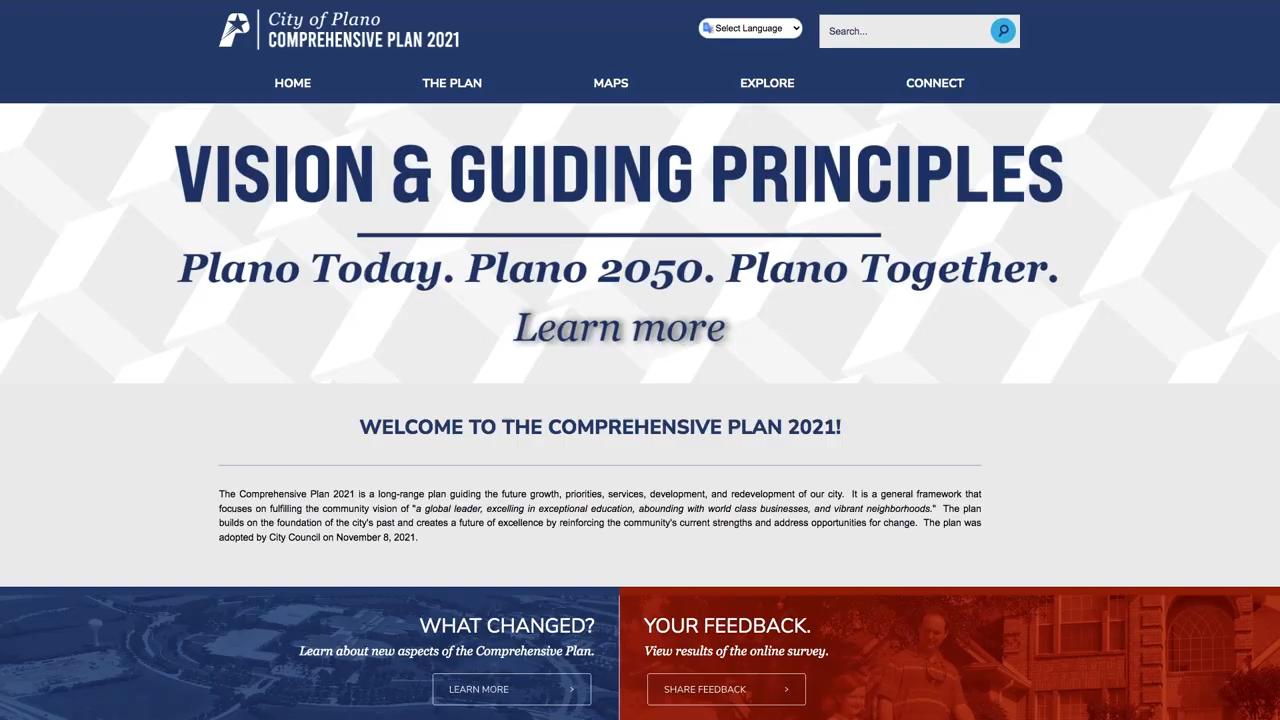 City of Plano
COMPREHENSIVE PLAN 2021
Select Language
Search...
HOME THE PLAN MAPS EXPLORE CONNECT
VISION & GUIDING PRINCIPLES
Plano Today. Plano 2050. Plano Together.
Learn more
WELCOME TO THE COMPREHENSIVE PLAN 2021!
The Comprehensive Plan 2021 is a long-range plan guiding the future growth, priorities, services, development, and redevelopment of our city. It is a general framework that
focuses on fulfilling the community vision of "a global leader, excelling in exceptional education, abounding with world class businesses, and vibrant neighborhoods." The plan
builds on the foundation of the city's past and creates a future of excellence by reinforcing the community's current strengths and address opportunities for change. The plan was
adopted by City Council on November 8, 2021.
WHAT CHANGED?
Learn about new aspects of the Comprehensive Plan.
LEARN MORE >
YOUR FEEDBACK.
View results of the online survey.
SHARE FEEDBACK >